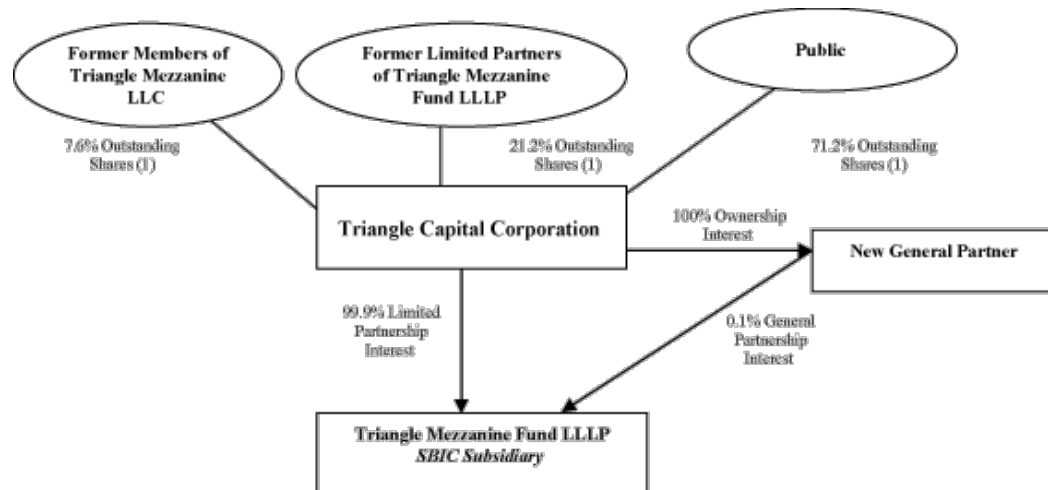 Former Members of
Triangle Mezzanine
LLC
Former Limited Partners
of Triangle Mezzanine
Fund LLLP
Public
7.6% Outstanding
Shares (1)
21.2% Outstanding
Shares (1)
71.2% Outstanding
Shares (1)
Triangle Capital Corporation
100% Ownership
Interest
New General Partner
99.9% Limited
Partnership
Interest
0.1% General
Partnership
Interest
Triangle Mezzanine Fund LLLP
SBIC Subsidiary